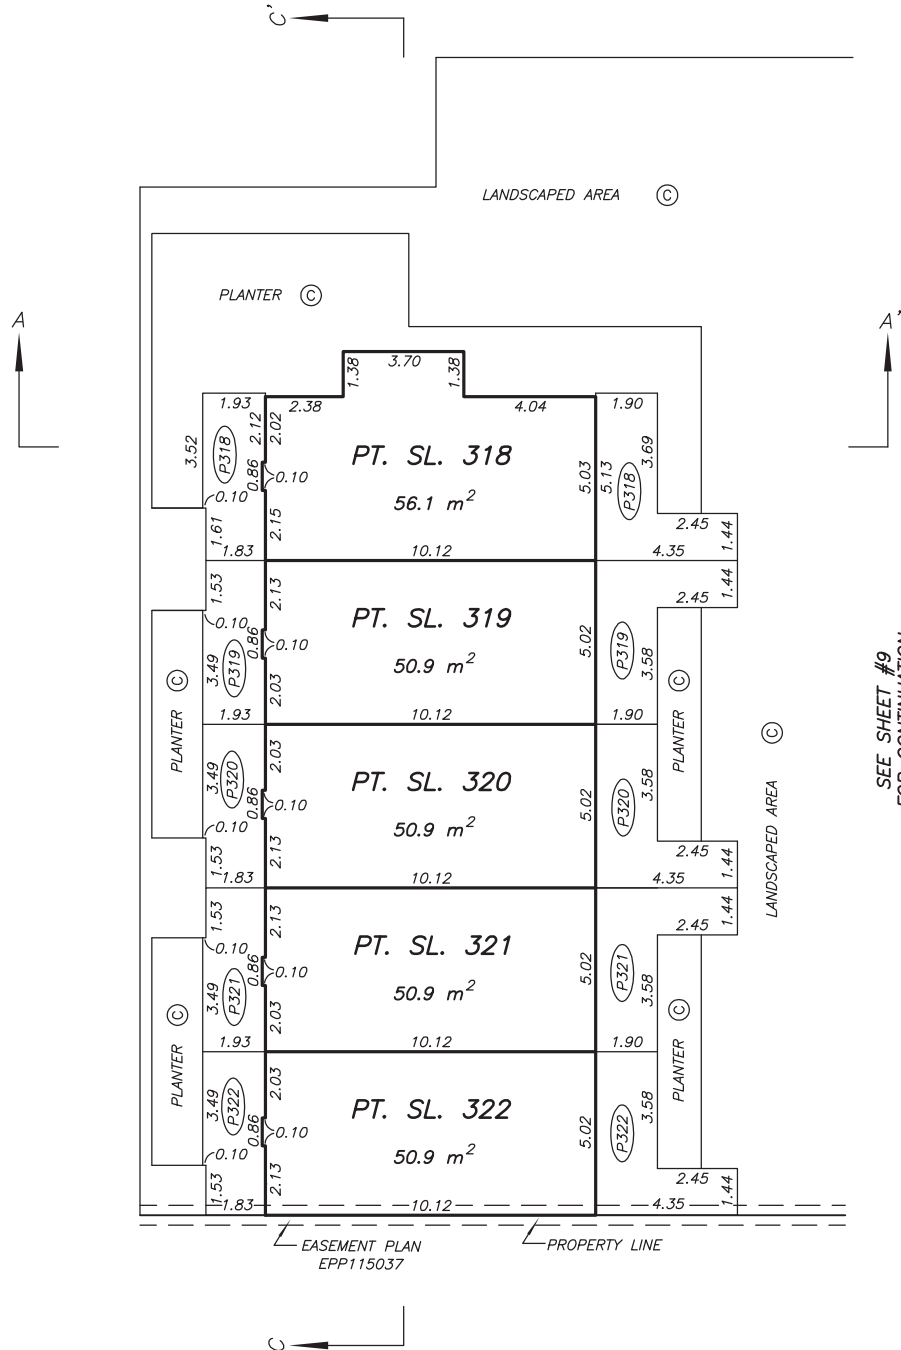 C'
LANDSCAPED AREA Ⓒ
PLANTER Ⓒ
A
A'
3.70
1.38
1.38
1.93
2.38
4.04
1.90
3.52
P318
2.12
2.02
0.86
0.10
0.10
PT. SL. 318
56.1 m²
5.03
5.13
P318
3.69
1.61
2.15
1.83
10.12
4.35
2.45
1.44
1.53
2.13
1.44
2.45
0.10
0.86
0.10
PT. SL. 319
50.9 m²
5.02
P319
3.58
3.49
P319
2.03
1.93
10.12
1.90
PLANTER Ⓒ
PLANTER Ⓒ
3.49
P320
2.03
0.86
0.10
0.10
PT. SL. 320
50.9 m²
5.02
P320
3.58
1.53
2.13
1.83
10.12
4.35
2.45
1.44
LANDSCAPED AREA Ⓒ
SEE SHEET #9
FOR CONTINUATION
1.53
2.13
1.44
2.45
0.10
0.86
0.10
PT. SL. 321
50.9 m²
5.02
P321
3.58
3.49
P321
2.03
1.93
10.12
1.90
PLANTER Ⓒ
PLANTER Ⓒ
3.49
P322
2.03
0.86
0.10
0.10
PT. SL. 322
50.9 m²
5.02
P322
3.58
1.53
2.13
1.83
10.12
4.35
2.45
1.44
EASEMENT PLAN
EPP115037
PROPERTY LINE
C